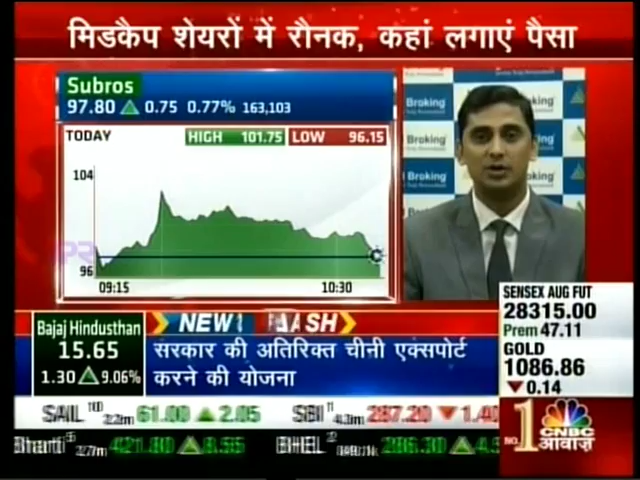 मिडकैप शेयरों में रौनक, कहां लगाएं पैसा
Subros
97.80 ▲ 0.75 0.77% 163,103
TODAY HIGH 101.75 LOW 96.15
104
96
09:15 10:30
Broking
Broking
Broking
Broking
Broking
Bajaj Hindusthan
15.65
1.30 ▲ 9.06%
सरकार की अतिरिक्त चीनी एक्सपोर्ट
करने की योजना
SENSEX AUG FUT
28315.00
Prem 47.11
GOLD
1086.86
▼ 0.14
SAIL 61.00 ▲ 2.05 SBI 287.20 ▼ 1.40
Bharti 421.80 ▲ 8.55 BHEL
NO. 1 CNBC
आवाज़